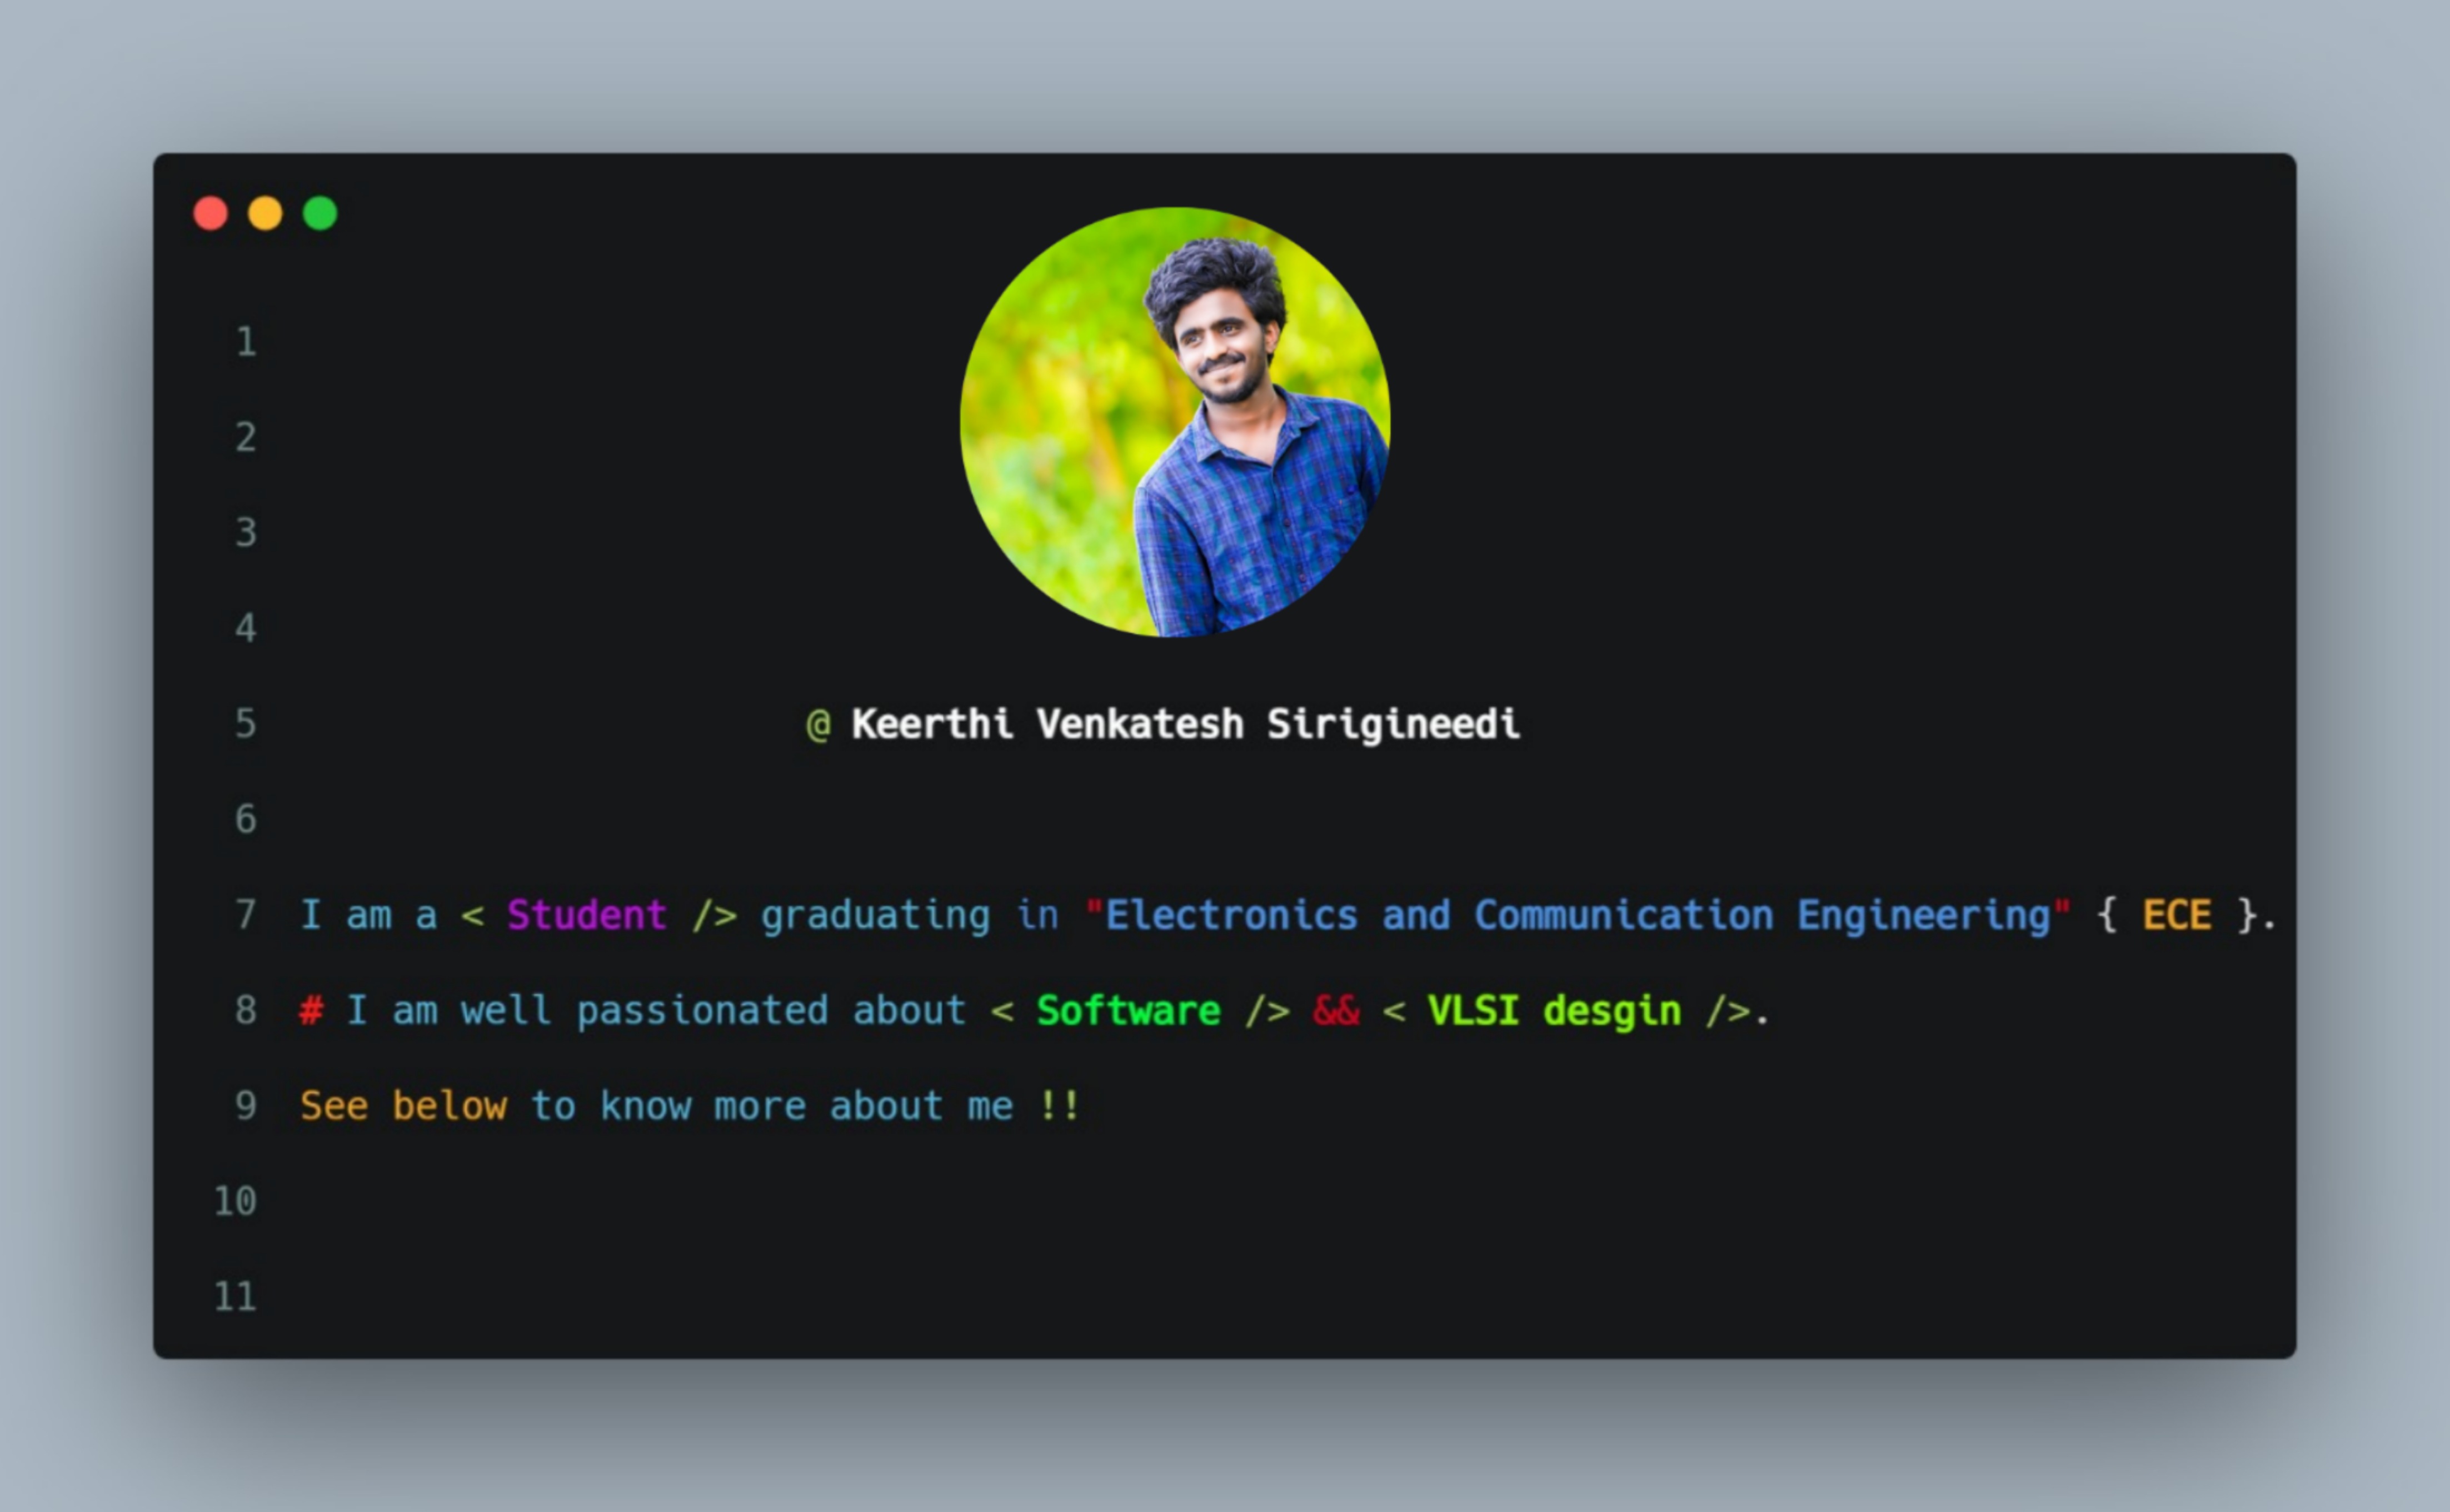 1
2
3
4
5 @ Keerthi Venkatesh Sirigineedi
6
7 I am a < Student /> graduating in "Electronics and Communication Engineering" { ECE }.
8 # I am well passionated about < Software /> && < VLSI desgin />.
9 See below to know more about me !!
10
11